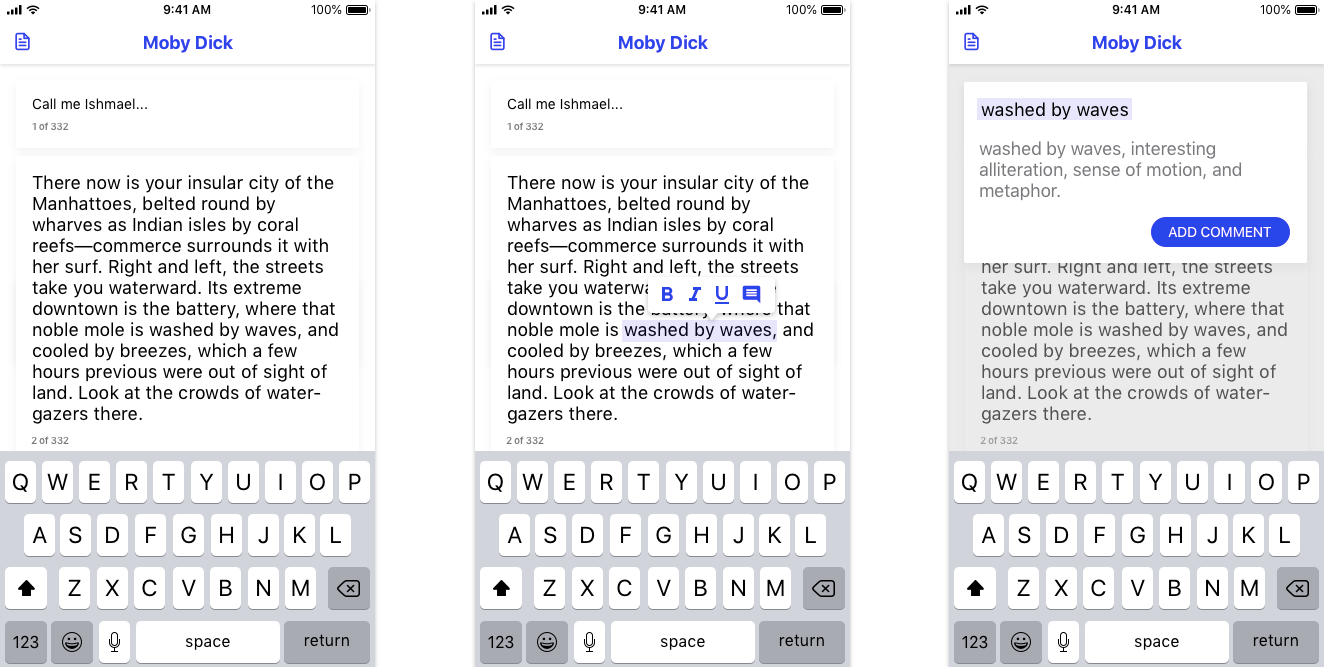 9:41 AM 100%
Moby Dick
Call me Ishmael...
1 of 332
There now is your insular city of the
Manhattoes, belted round by
wharves as Indian isles by coral
reefs—commerce surrounds it with
her surf. Right and left, the streets
take you waterward. Its extreme
downtown is the battery, where that
noble mole is washed by waves, and
cooled by breezes, which a few
hours previous were out of sight of
land. Look at the crowds of water-
gazers there.
2 of 332
Q W E R T Y U I O P
A S D F G H J K L
Z X C V B N M
123 space return
9:41 AM 100%
Moby Dick
Call me Ishmael...
1 of 332
There now is your insular city of the
Manhattoes, belted round by
wharves as Indian isles by coral
reefs—commerce surrounds it with
her surf. Right and left, the streets
take you waterwa
B I U
downtown is the battery, where that
noble mole is washed by waves, and
cooled by breezes, which a few
hours previous were out of sight of
land. Look at the crowds of water-
gazers there.
2 of 332
Q W E R T Y U I O P
A S D F G H J K L
Z X C V B N M
123 space return
9:41 AM 100%
Moby Dick
washed by waves
washed by waves, interesting
alliteration, sense of motion, and
metaphor.
ADD COMMENT
her surf. Right and left, the streets
take you waterward. Its extreme
downtown is the battery, where that
noble mole is washed by waves, and
cooled by breezes, which a few
hours previous were out of sight of
land. Look at the crowds of water-
gazers there.
2 of 332
Q W E R T Y U I O P
A S D F G H J K L
Z X C V B N M
123 space return